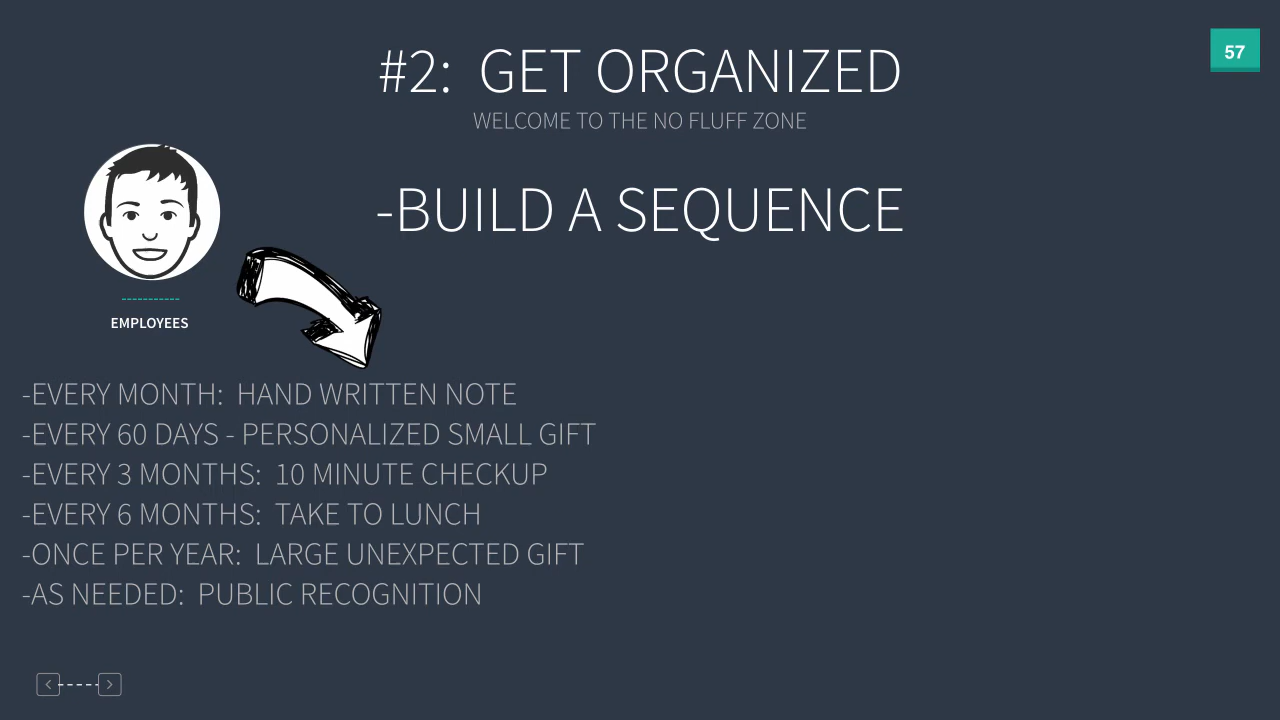 #2: GET ORGANIZED
57
WELCOME TO THE NO FLUFF ZONE
-BUILD A SEQUENCE
EMPLOYEES
-EVERY MONTH: HAND WRITTEN NOTE
-EVERY 60 DAYS - PERSONALIZED SMALL GIFT
-EVERY 3 MONTHS: 10 MINUTE CHECKUP
-EVERY 6 MONTHS: TAKE TO LUNCH
-ONCE PER YEAR: LARGE UNEXPECTED GIFT
-AS NEEDED: PUBLIC RECOGNITION